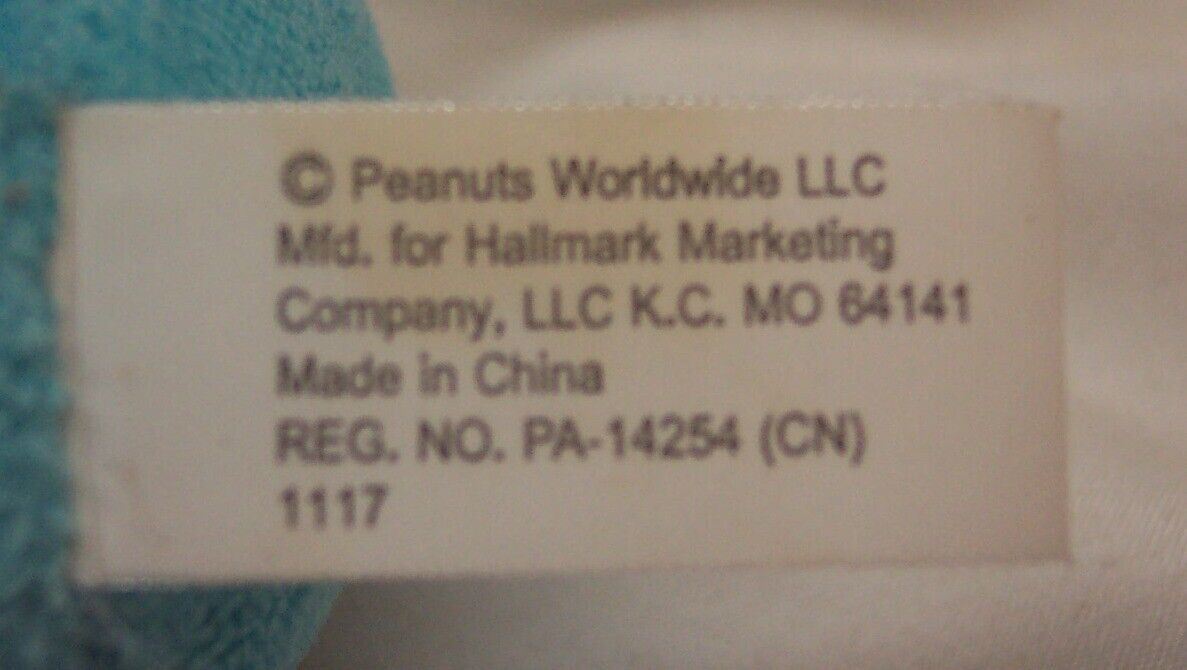 © Peanuts Worldwide LLC
Mfd. for Hallmark Marketing
Company, LLC K.C. MO 64141
Made in China
REG. NO. PA-14254 (CN)
1117